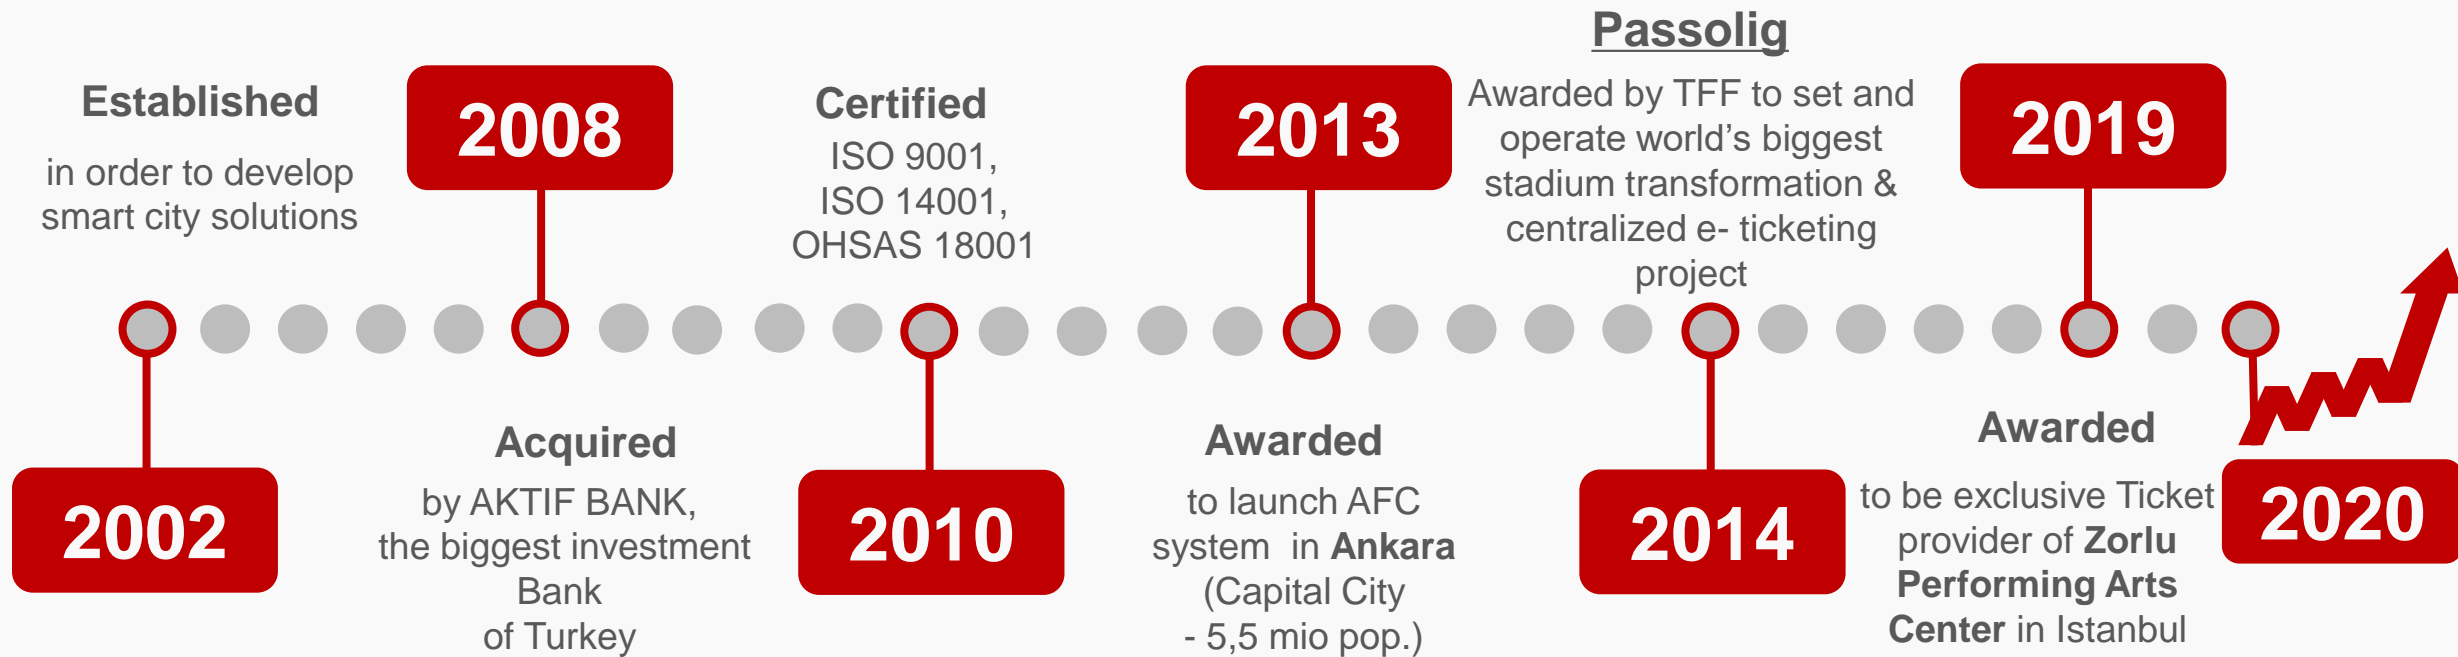 Established
in order to develop
smart city solutions
2002
2008
Acquired
by AKTIF BANK,
the biggest investment
Bank
of Turkey
Certified
ISO 9001,
ISO 14001,
OHSAS 18001
2010
2013
Awarded
to launch AFC
system  in Ankara
(Capital City
- 5,5 mio pop.)
Passolig
Awarded by TFF to set and
operate world’s biggest
stadium transformation &
centralized e- ticketing
project
2014
2019
Awarded
to be exclusive Ticket
provider of Zorlu
Performing Arts
Center in Istanbul
2020